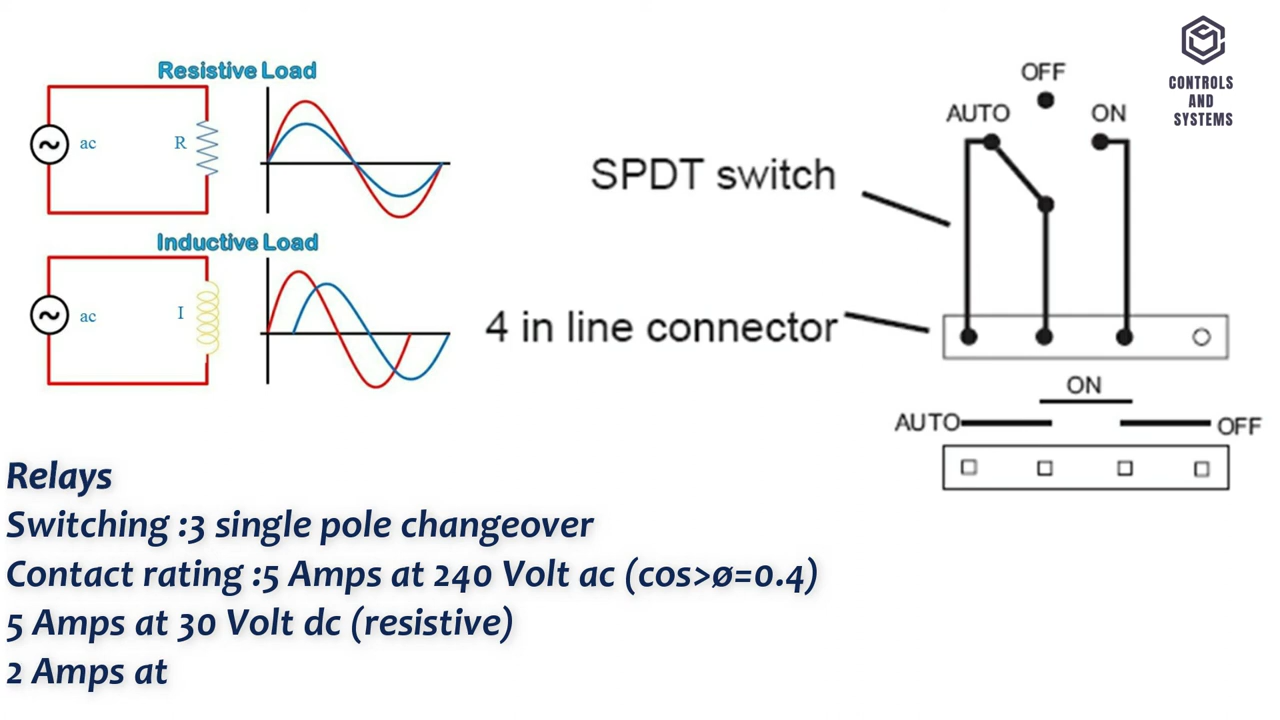 Resistive Load
ac
R
Inductive Load
ac
I
SPDT switch
4 in line connector
OFF
AUTO
ON
CONTROLS
AND
SYSTEMS
ON
AUTO
OFF
Relays
Switching :3 single pole changeover
Contact rating :5 Amps at 240 Volt ac (cos>ø=0.4)
5 Amps at 30 Volt dc (resistive)
2 Amps at